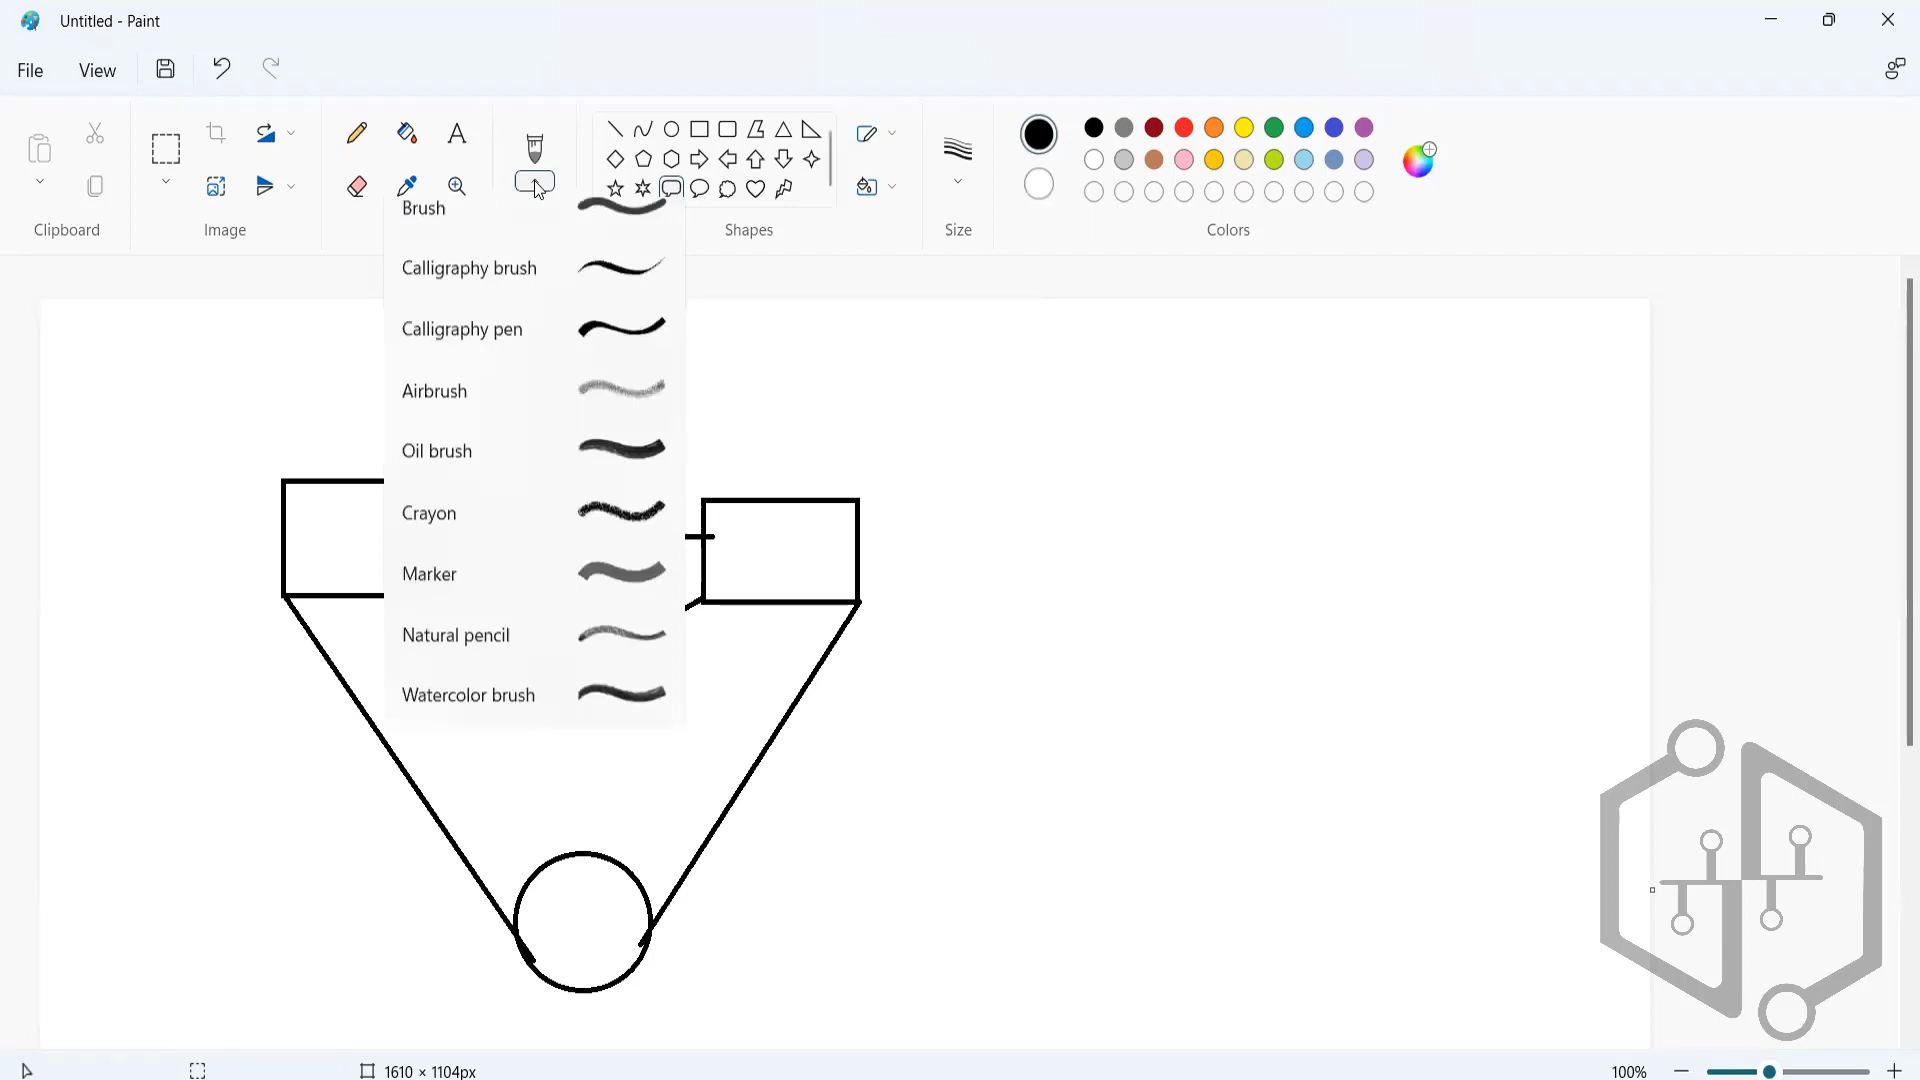 Untitled - Paint
File View
Clipboard
Image
Shapes
Size
Colors
Brush
Calligraphy brush
Calligraphy pen
Airbrush
Oil brush
Crayon
Marker
Natural pencil
Watercolor brush
1610 × 1104px
100%